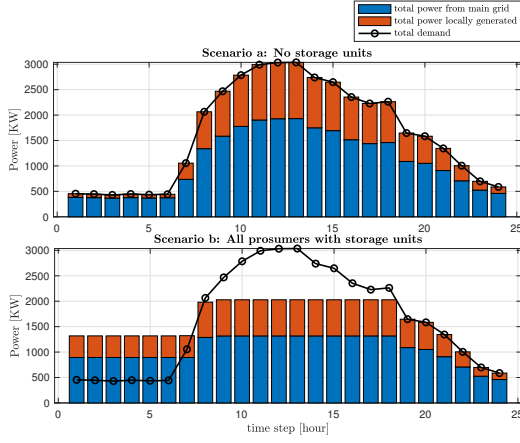 total power from main grid
total power locally generated
total demand
Scenario a: No storage units
Power [KW]
3000
2500
2000
1500
1000
500
0
0 5 10 15 20 25
Scenario b: All prosumers with storage units
Power [KW]
3000
2500
2000
1500
1000
500
0
0 5 10 15 20 25
time step [hour]